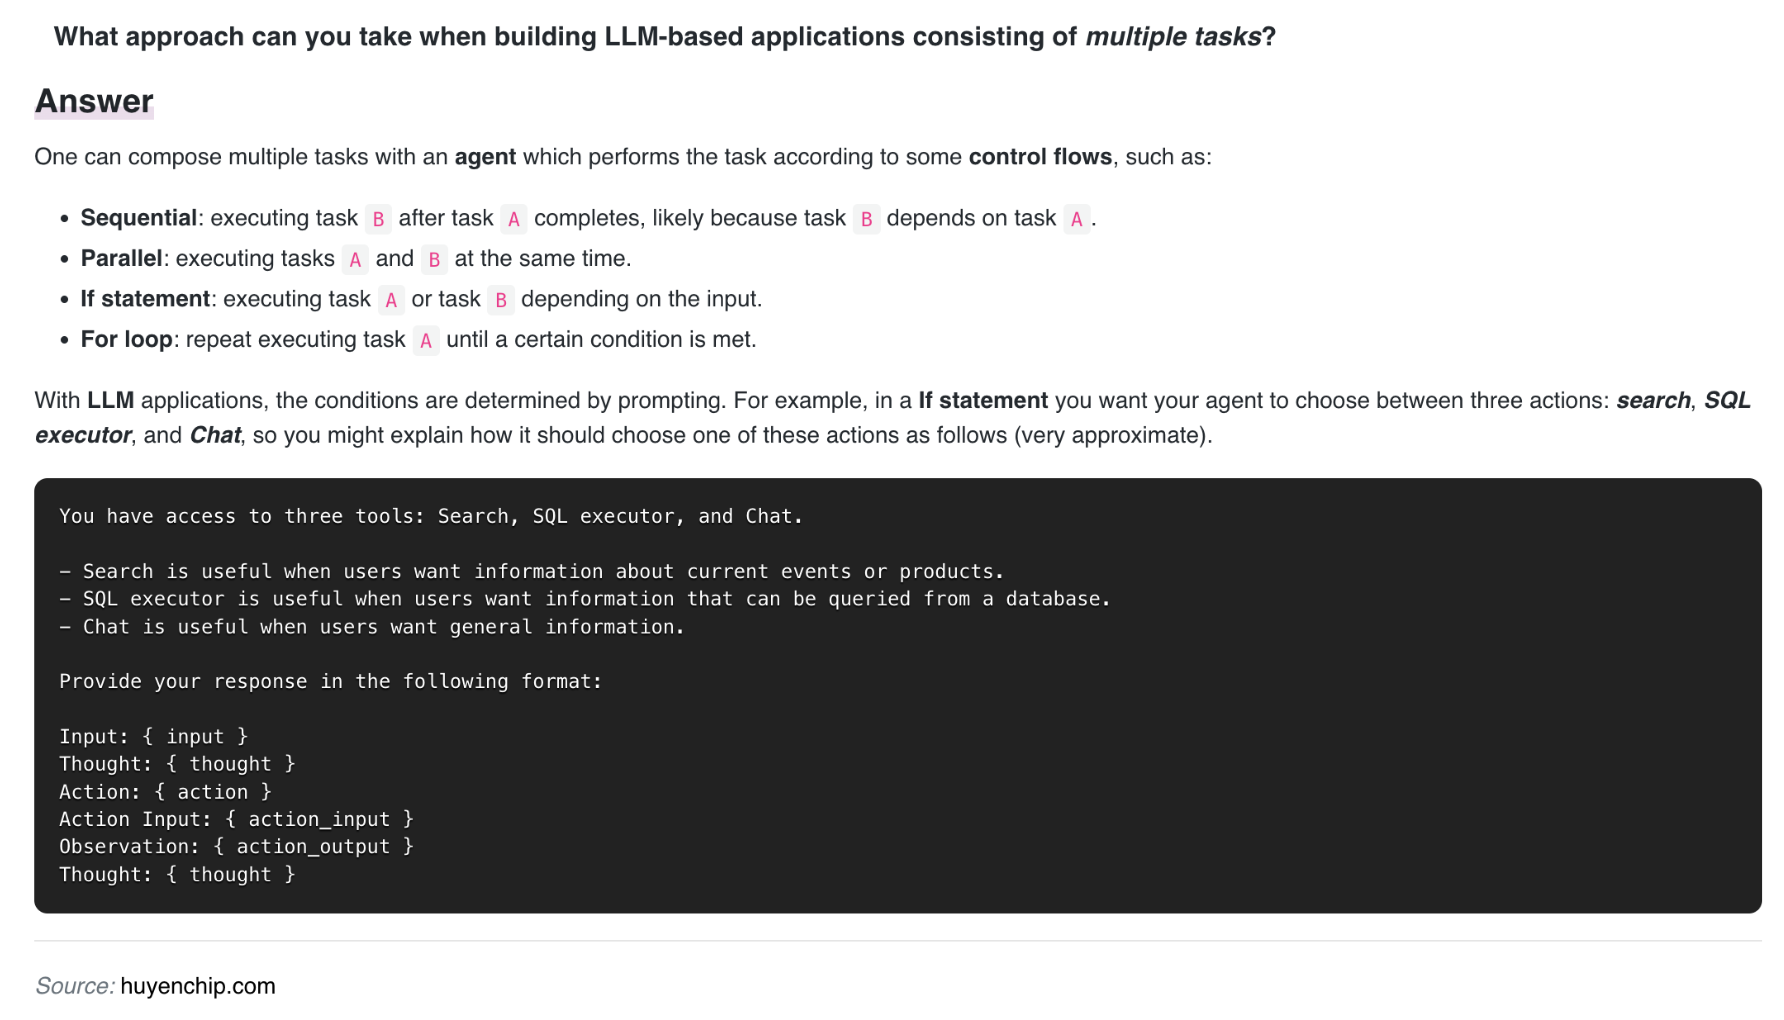 What approach can you take when building LLM-based applications consisting of multiple tasks?
Answer
One can compose multiple tasks with an agent which performs the task according to some control flows, such as:
• Sequential: executing task B after task A completes, likely because task B depends on task A.
• Parallel: executing tasks A and B at the same time.
• If statement: executing task A or task B depending on the input.
• For loop: repeat executing task A until a certain condition is met.
With LLM applications, the conditions are determined by prompting. For example, in a If statement you want your agent to choose between three actions: search, SQL
executor, and Chat, so you might explain how it should choose one of these actions as follows (very approximate).
You have access to three tools: Search, SQL executor, and Chat.
– Search is useful when users want information about current events or products.
– SQL executor is useful when users want information that can be queried from a database.
– Chat is useful when users want general information.
Provide your response in the following format:
Input: { input }
Thought: { thought }
Action: { action }
Action Input: { action_input }
Observation: { action_output }
Thought: { thought }
Source: huyenchip.com